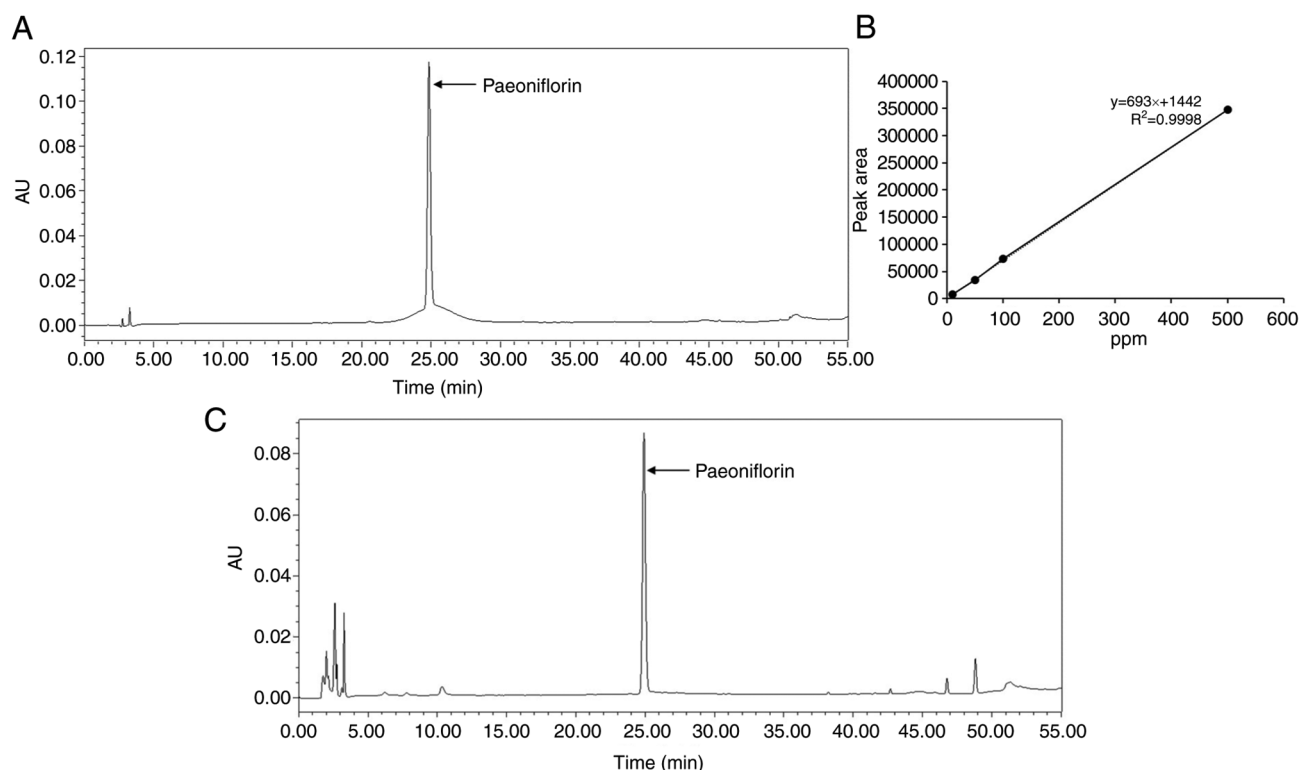 A
0.12
0.10
0.08
0.06
0.04
0.02
0.00
AU
Paeoniflorin
0.00 5.00 10.00 15.00 20.00 25.00 30.00 35.00 40.00 45.00 50.00 55.00
Time (min)
B
400000
350000
300000
250000
200000
150000
100000
50000
0
Peak area
y=693×+1442
R²=0.9998
0 100 200 300 400 500 600
ppm
C
0.08
0.06
0.04
0.02
0.00
AU
Paeoniflorin
0.00 5.00 10.00 15.00 20.00 25.00 30.00 35.00 40.00 45.00 50.00 55.00
Time (min)